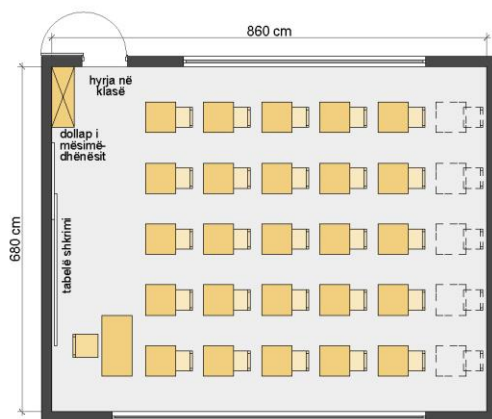 860 cm
hyrja në
klasë
dollap i
mësimë-
dhënësit
680 cm
tabelë shkrimi